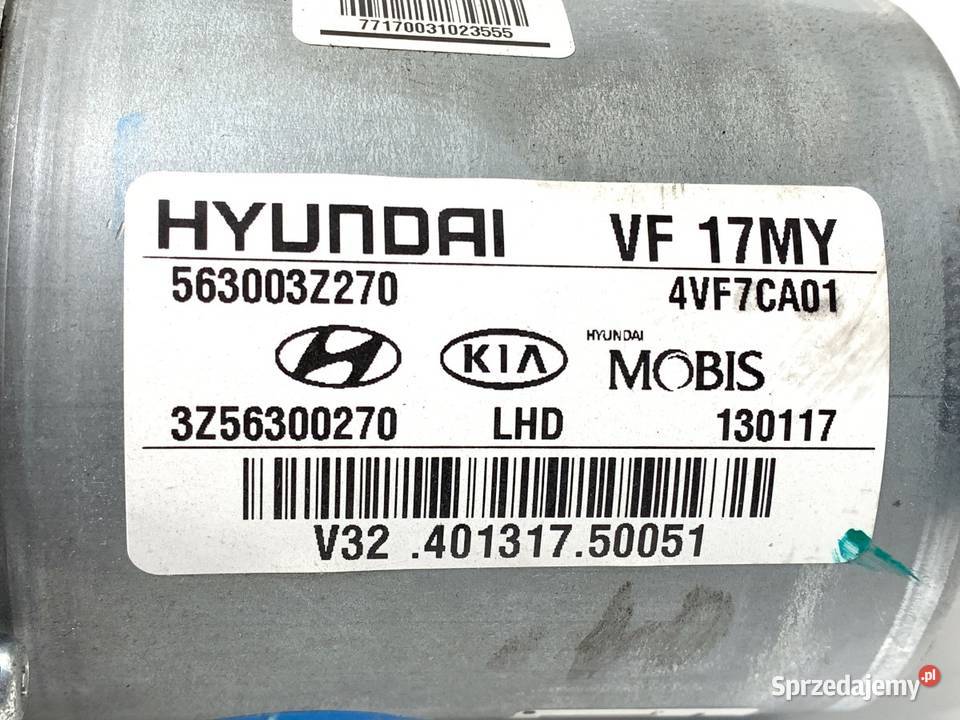 77170031023555
HYUNDAI VF 17MY
563003Z270 4VF7CA01
KIA HYUNDAI MOBIS
3Z56300270 LHD 130117
V32 .401317.50051
Sprzedajemy.pl